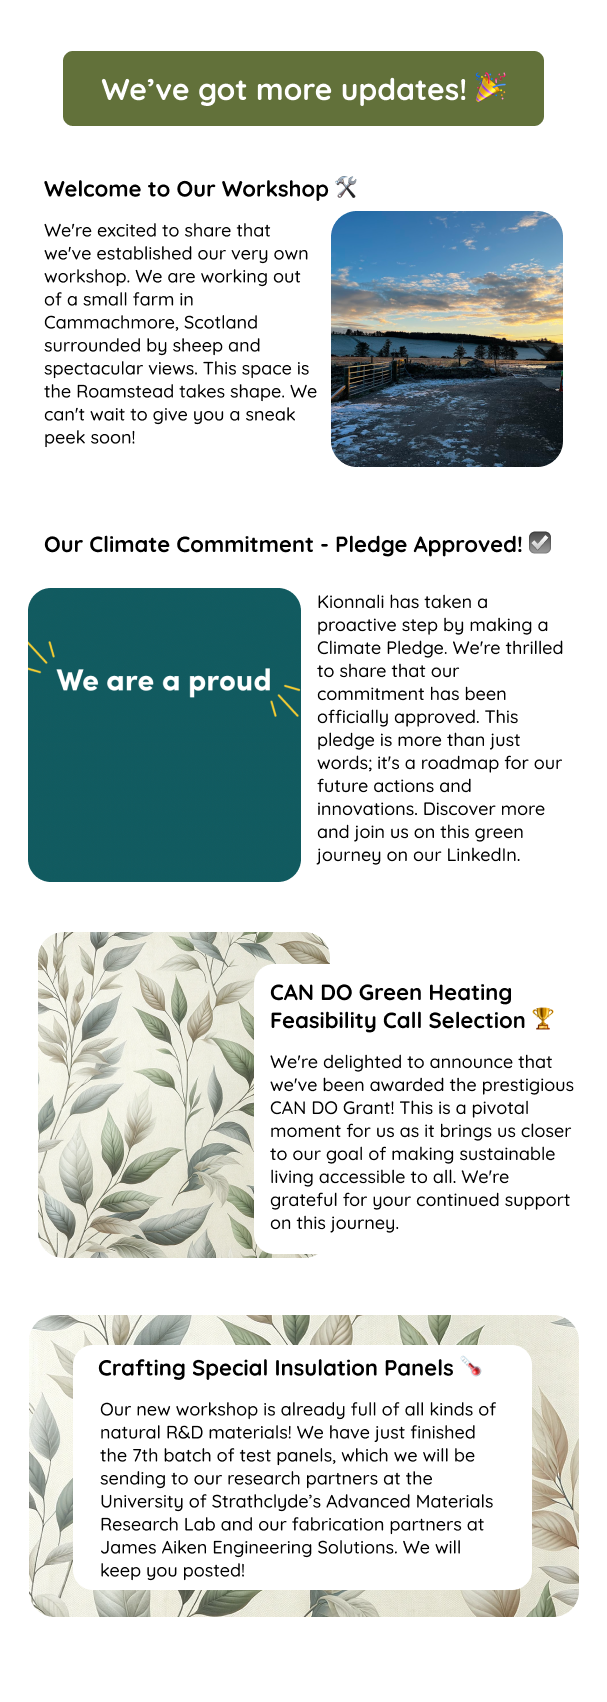 We’ve got more updates! 🎉
Welcome to Our Workshop 🛠️
We're excited to share that
we've established our very own
workshop. We are working out
of a small farm in
Cammachmore, Scotland
surrounded by sheep and
spectacular views. This space is
the Roamstead takes shape. We
can't wait to give you a sneak
peek soon!
Our Climate Commitment - Pledge Approved! ☑️
We are a proud
Kionnali has taken a
proactive step by making a
Climate Pledge. We're thrilled
to share that our
commitment has been
officially approved. This
pledge is more than just
words; it's a roadmap for our
future actions and
innovations. Discover more
and join us on this green
journey on our LinkedIn.
CAN DO Green Heating
Feasibility Call Selection 🏆
We're delighted to announce that
we've been awarded the prestigious
CAN DO Grant! This is a pivotal
moment for us as it brings us closer
to our goal of making sustainable
living accessible to all. We're
grateful for your continued support
on this journey.
Crafting Special Insulation Panels 🌡️
Our new workshop is already full of all kinds of
natural R&D materials! We have just finished
the 7th batch of test panels, which we will be
sending to our research partners at the
University of Strathclyde’s Advanced Materials
Research Lab and our fabrication partners at
James Aiken Engineering Solutions. We will
keep you posted!